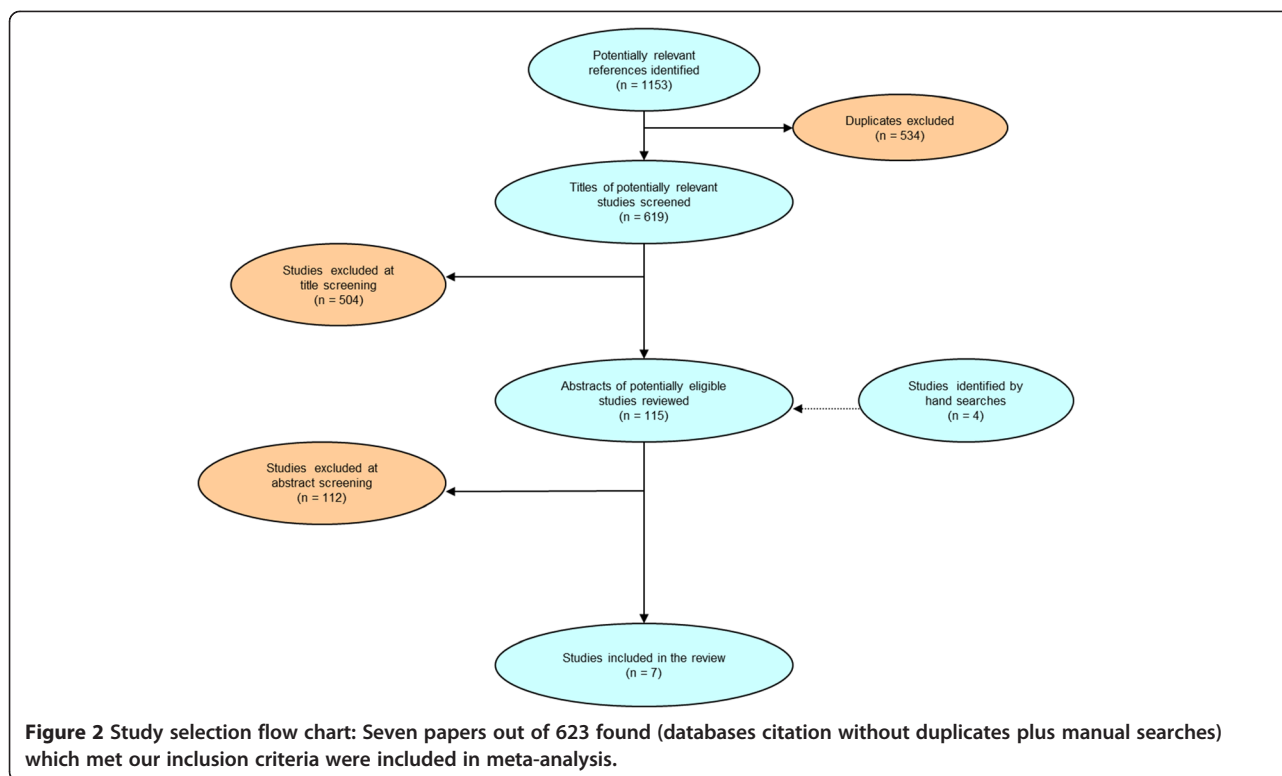 Potentially relevant
references identified
(n = 1153)
Duplicates excluded
(n = 534)
Titles of potentially relevant
studies screened
(n = 619)
Studies excluded at
title screening
(n = 504)
Abstracts of potentially eligible
studies reviewed
(n = 115)
Studies identified by
hand searches
(n = 4)
Studies excluded at
abstract screening
(n = 112)
Studies included in the review
(n = 7)
Figure 2 Study selection flow chart: Seven papers out of 623 found (databases citation without duplicates plus manual searches)
which met our inclusion criteria were included in meta-analysis.